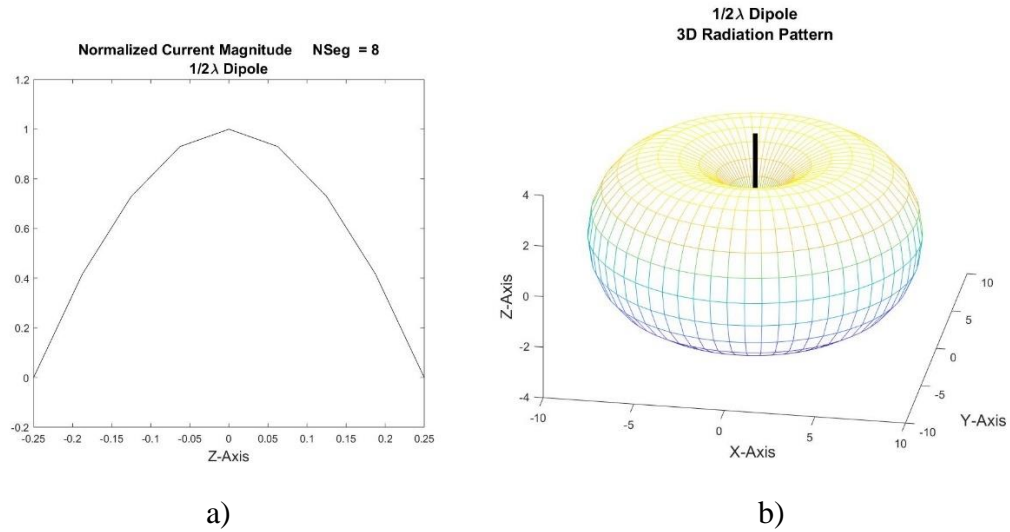 Normalized Current Magnitude NSeg = 8
1/2λ Dipole
1.2
1
0.8
0.6
0.4
0.2
0
-0.2
-0.25 -0.2 -0.15 -0.1 -0.05 0 0.05 0.1 0.15 0.2 0.25
Z-Axis
a)
1/2λ Dipole
3D Radiation Pattern
4
2
0
-2
-4
Z-Axis
-10 -5 0 5 10
X-Axis
-10 -5 0 5 10
Y-Axis
b)